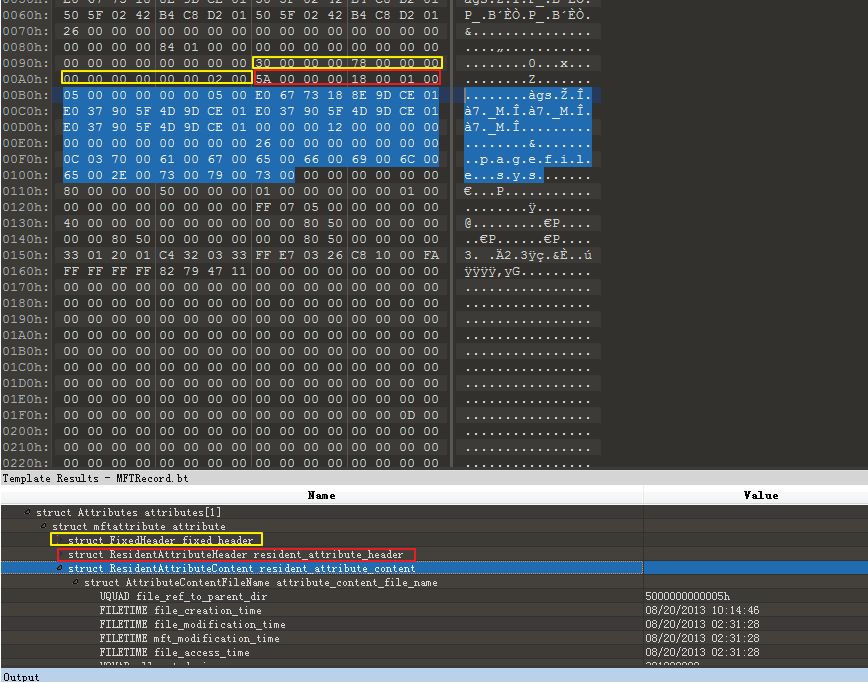 0060h: 50 5F 02 42 B4 C8 D2 01 50 5F 02 42 B4 C8 D2 01 P_.B´ÈÒ.P_.B´ÈÒ.
0070h: 26 00 00 00 00 00 00 00 00 00 00 00 00 00 00 00 &...............
0080h: 00 00 00 00 84 01 00 00 00 00 00 00 00 00 00 00 ....„...........
0090h: 00 00 00 00 00 00 00 00 30 00 00 00 78 00 00 00 ........0...x...
00A0h: 00 00 00 00 00 00 02 00 5A 00 00 00 18 00 01 00 ........Z.......
00B0h: 05 00 00 00 00 00 05 00 E0 67 73 18 8E 9D CE 01 ........àgs.Ž.Î.
00C0h: E0 37 90 5F 4D 9D CE 01 E0 37 90 5F 4D 9D CE 01 à7._M.Î.à7._M.Î.
00D0h: E0 37 90 5F 4D 9D CE 01 00 00 00 12 00 00 00 00 à7._M.Î.........
00E0h: 00 00 00 00 00 00 00 00 26 00 00 00 00 00 00 00 ........&.......
00F0h: 0C 03 70 00 61 00 67 00 65 00 66 00 69 00 6C 00 ..p.a.g.e.f.i.l.
0100h: 65 00 2E 00 73 00 79 00 73 00 00 00 00 00 00 00 e...s.y.s.......
0110h: 80 00 00 00 50 00 00 00 01 00 00 00 00 00 01 00 €...P...........
0120h: 00 00 00 00 00 00 00 00 FF 07 05 00 00 00 00 00 ........ÿ.......
0130h: 40 00 00 00 00 00 00 00 00 00 80 50 00 00 00 00 @.........€P....
0140h: 00 00 80 50 00 00 00 00 00 00 80 50 00 00 00 00 ..€P......€P....
0150h: 33 01 20 01 C4 32 03 33 FF E7 03 26 C8 10 00 FA 3. .Ä2.3ÿç.&È..ú
0160h: FF FF FF FF 82 79 47 11 00 00 00 00 00 00 00 00 ÿÿÿÿ‚yG.........
0170h: 00 00 00 00 00 00 00 00 00 00 00 00 00 00 00 00 ................
0180h: 00 00 00 00 00 00 00 00 00 00 00 00 00 00 00 00 ................
0190h: 00 00 00 00 00 00 00 00 00 00 00 00 00 00 00 00 ................
01A0h: 00 00 00 00 00 00 00 00 00 00 00 00 00 00 00 00 ................
01B0h: 00 00 00 00 00 00 00 00 00 00 00 00 00 00 00 00 ................
01C0h: 00 00 00 00 00 00 00 00 00 00 00 00 00 00 00 00 ................
01D0h: 00 00 00 00 00 00 00 00 00 00 00 00 00 00 00 00 ................
01E0h: 00 00 00 00 00 00 00 00 00 00 00 00 00 00 00 00 ................
01F0h: 00 00 00 00 00 00 00 00 00 00 00 00 00 00 0D 00 ................
0200h: 00 00 00 00 00 00 00 00 00 00 00 00 00 00 00 00 ................
0210h: 00 00 00 00 00 00 00 00 00 00 00 00 00 00 00 00 ................
0220h: 00 00 00 00 00 00 00 00 00 00 00 00 00 00 00 00 ................
Template Results - MFTRecord.bt
Name Value
struct Attributes attributes[1]
struct mftattribute attribute
struct FixedHeader fixed_header
struct ResidentAttributeHeader resident_attribute_header
struct ResidentAttributeContent resident_attribute_content
struct AttributeContentFileName attribute_content_file_name
UQUAD file_ref_to_parent_dir 5000000000005h
FILETIME file_creation_time 08/20/2013 10:14:46
FILETIME file_modification_time 08/20/2013 02:31:28
FILETIME mft_modification_time 08/20/2013 02:31:28
FILETIME file_access_time 08/20/2013 02:31:28
Output